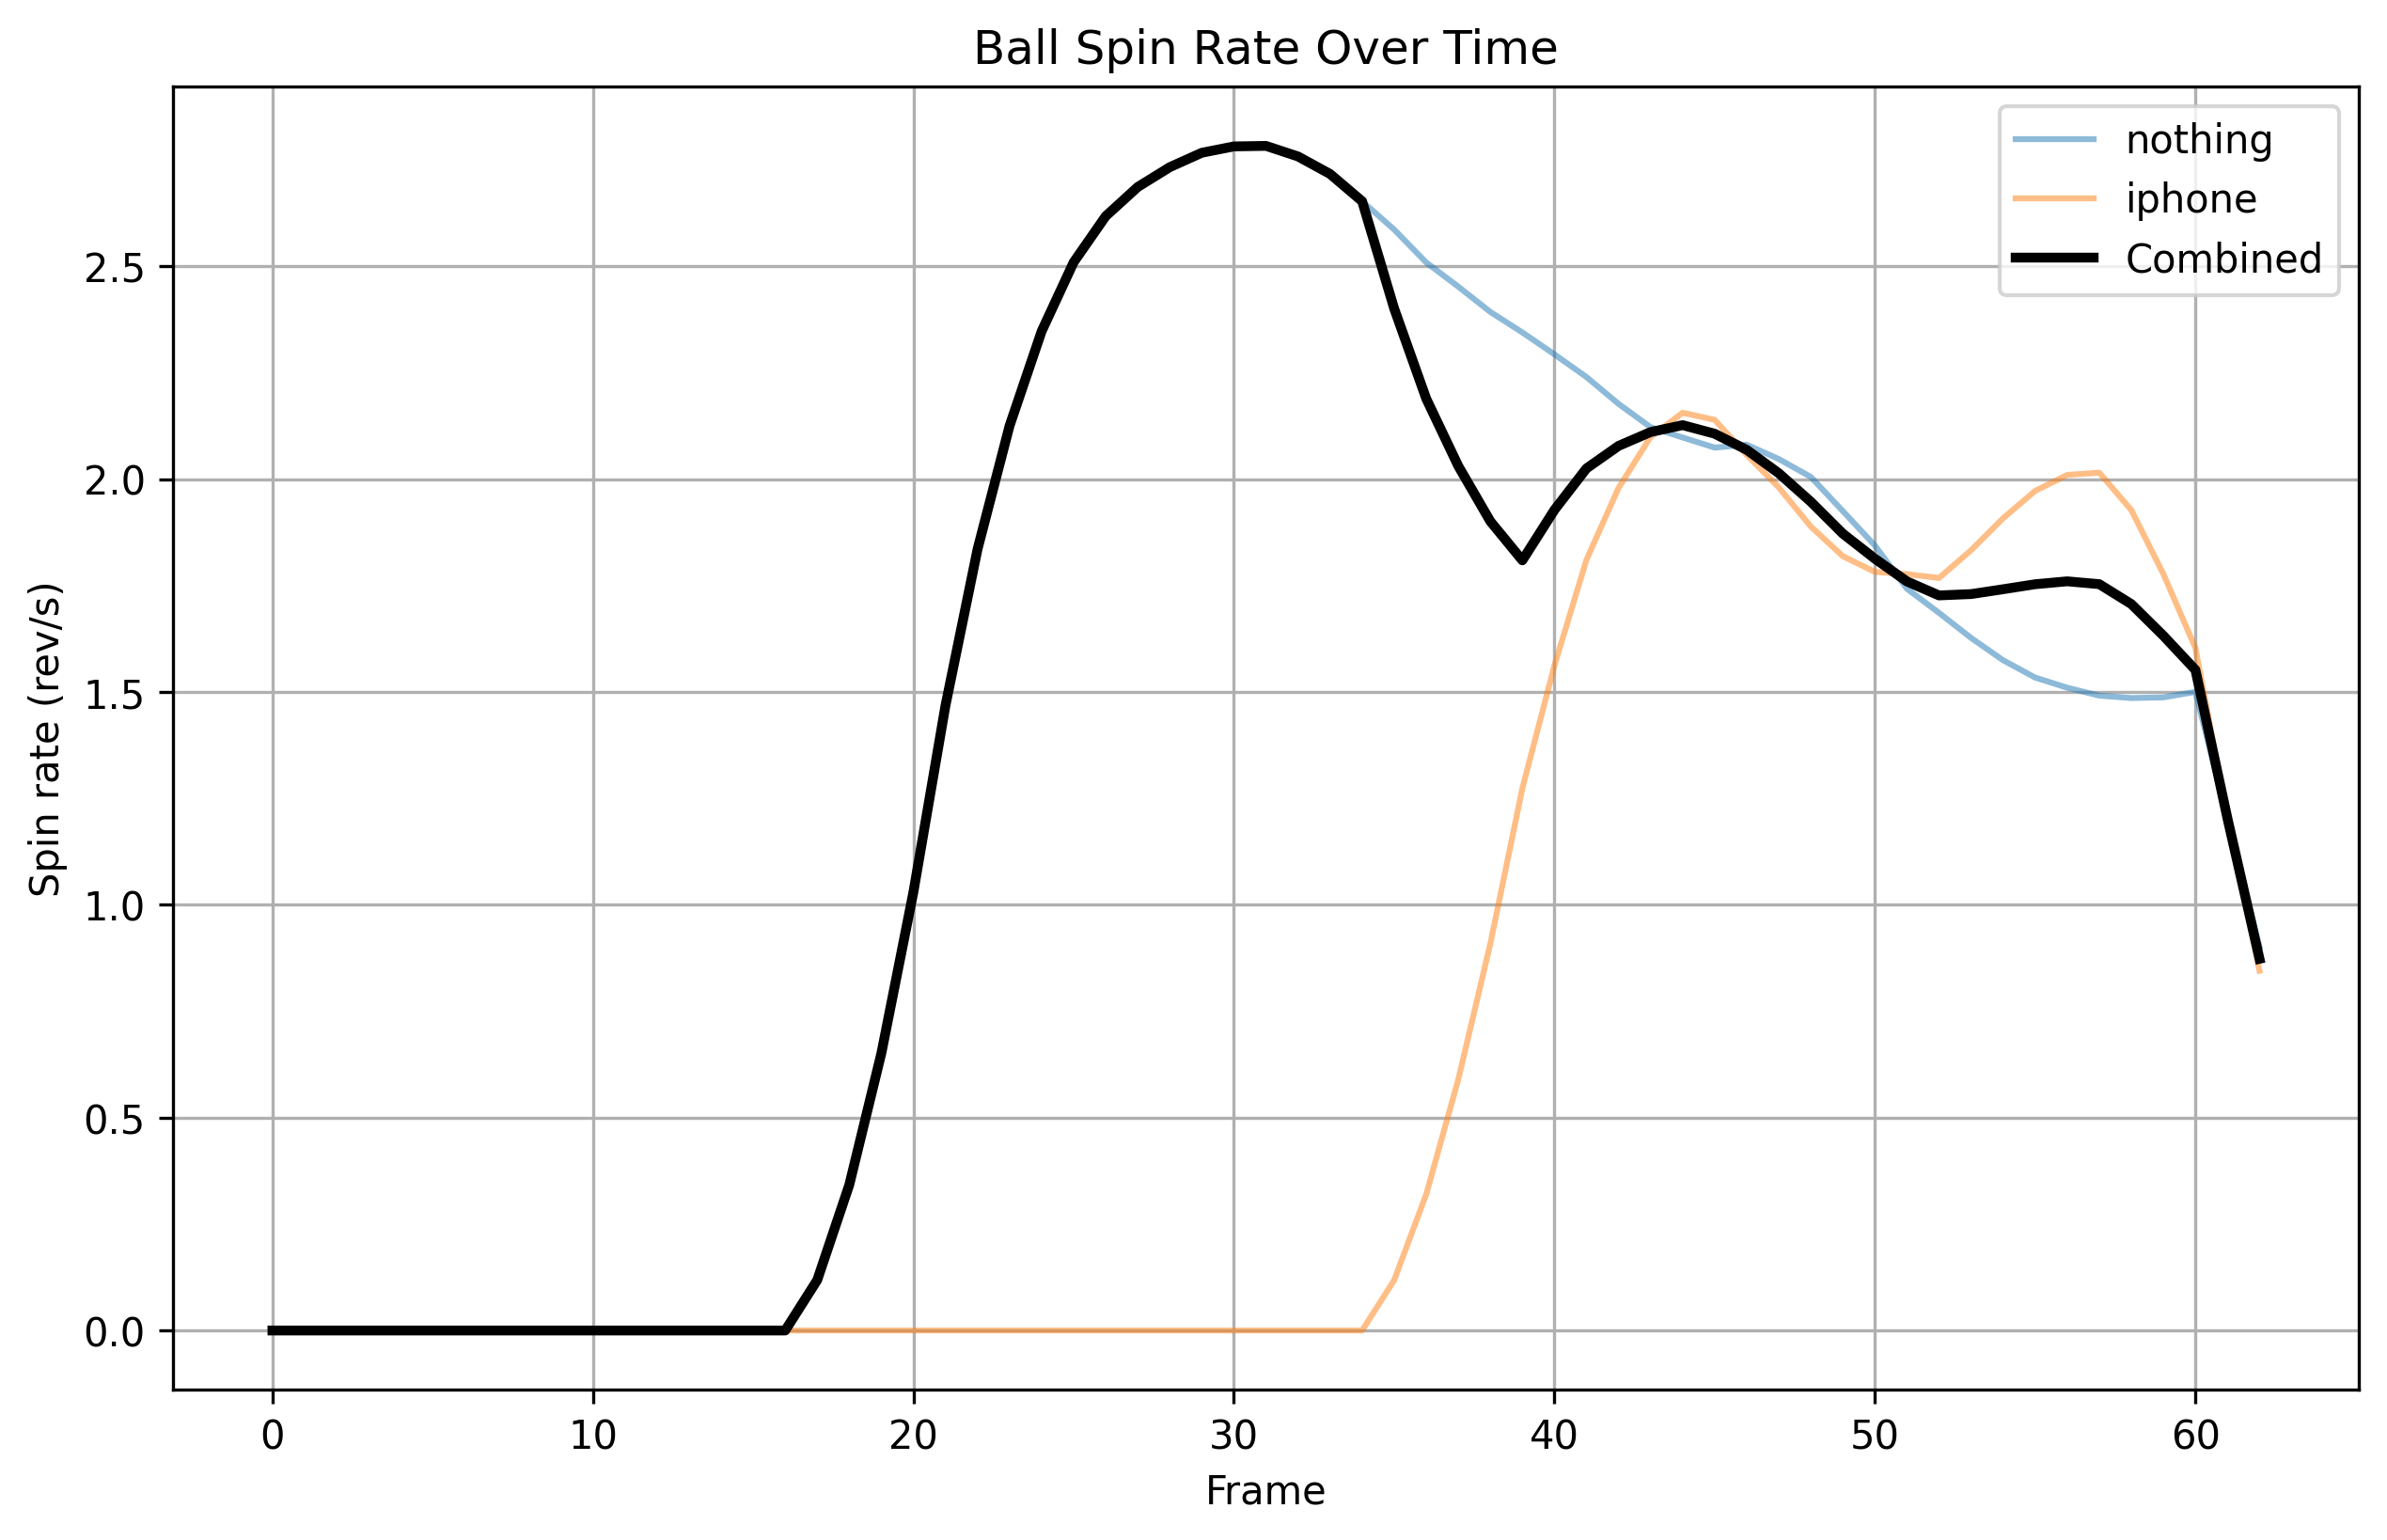 Ball Spin Rate Over Time
nothing
iphone
Combined
Spin rate (rev/s)
2.5
2.0
1.5
1.0
0.5
0.0
0 10 20 30 40 50 60
Frame